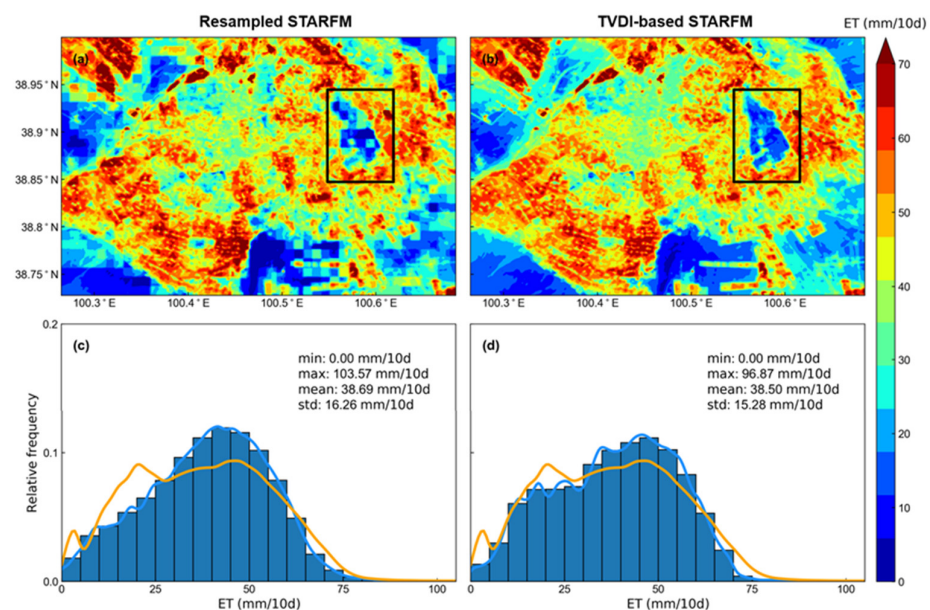 Resampled STARFM
TVDI-based STARFM
ET (mm/10d)
(a)
(b)
38.95°N
38.9°N
38.85°N
38.8°N
38.75°N
100.3°E 100.4°E 100.5°E 100.6°E
100.3°E 100.4°E 100.5°E 100.6°E
70
60
50
40
30
20
10
0
(c)
min: 0.00 mm/10d
max: 103.57 mm/10d
mean: 38.69 mm/10d
std: 16.26 mm/10d
(d)
min: 0.00 mm/10d
max: 96.87 mm/10d
mean: 38.50 mm/10d
std: 15.28 mm/10d
Relative frequency
0.2
0.1
0.0
0 25 50 75 100
0 25 50 75 100
ET (mm/10d)
ET (mm/10d)